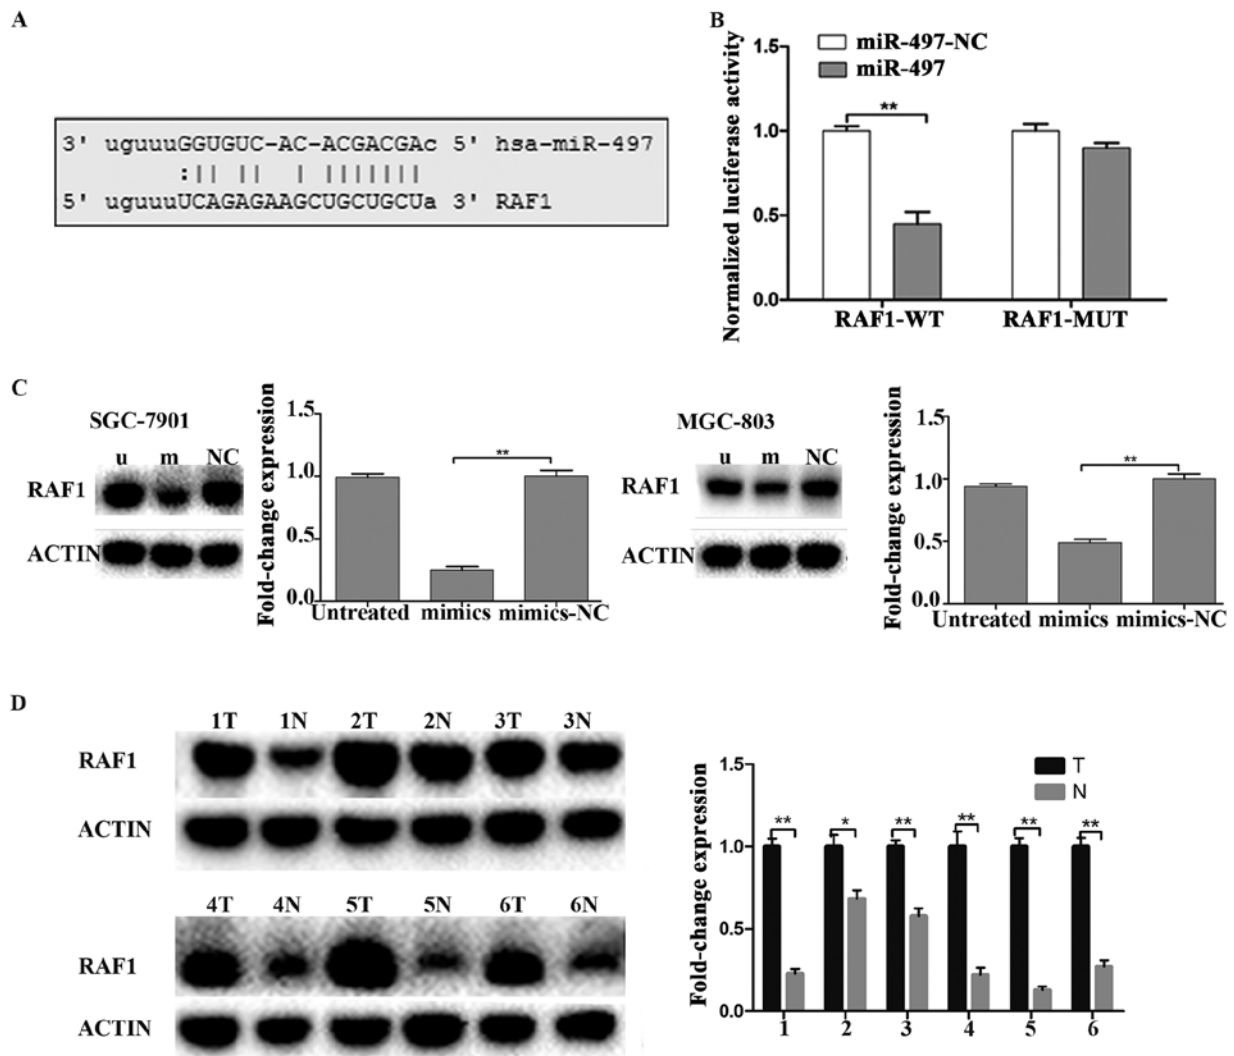 A
3' uguuuGGUGUC-AC-ACGACGAc 5' hsa-miR-497
:|| || | |||||||
5' uguuuUCAGAGAAGCUGCUGCUa 3' RAF1
B
Normalized luciferase activity
1.5
1.0
0.5
0.0
miR-497-NC
miR-497
**
RAF1-WT RAF1-MUT
C
SGC-7901
u m NC
RAF1
ACTIN
Fold-change expression
1.5
1.0
0.5
0.0
**
Untreated mimics mimics-NC
MGC-803
u m NC
RAF1
ACTIN
Fold-change expression
1.5
1.0
0.5
0.0
**
Untreated mimics mimics-NC
D
1T 1N 2T 2N 3T 3N
RAF1
ACTIN
4T 4N 5T 5N 6T 6N
RAF1
ACTIN
Fold-change expression
1.5
1.0
0.5
0.0
T
N
** * ** ** ** **
1 2 3 4 5 6